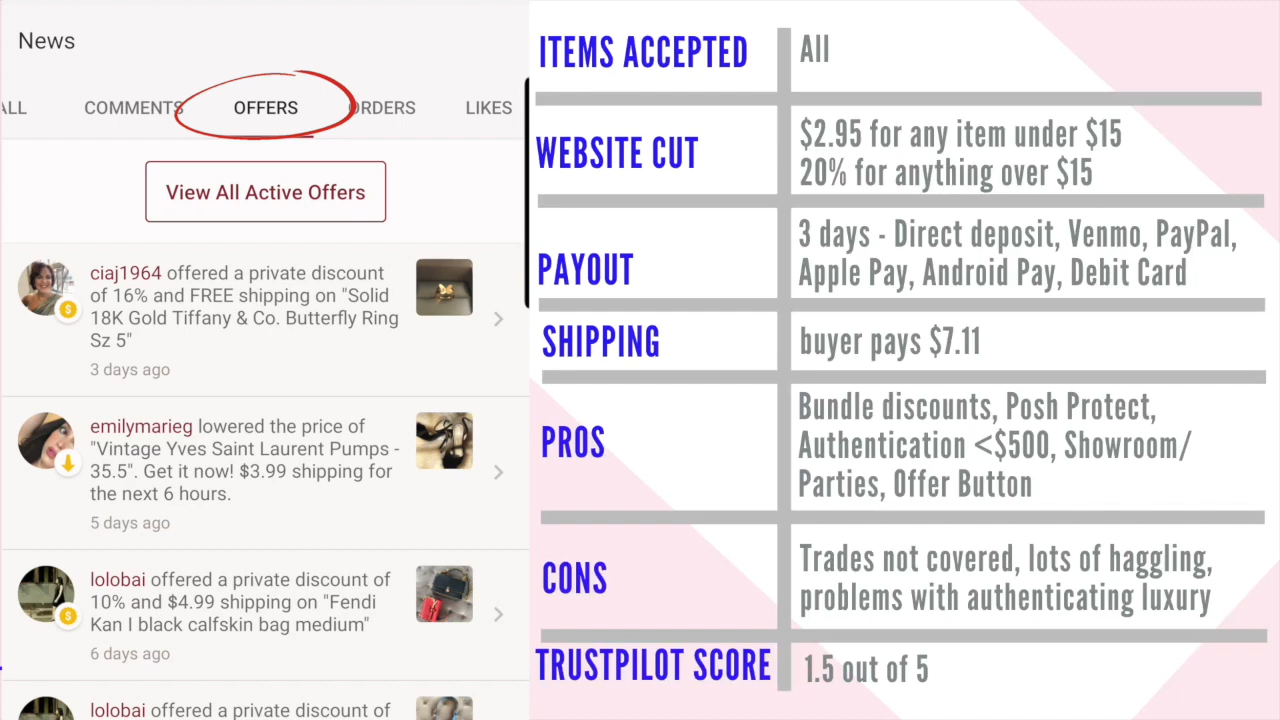 News
ALL COMMENTS OFFERS ORDERS LIKES
View All Active Offers
ciaj1964 offered a private discount
of 16% and FREE shipping on "Solid
18K Gold Tiffany & Co. Butterfly Ring
Sz 5"
3 days ago
emilymarieg lowered the price of
"Vintage Yves Saint Laurent Pumps -
35.5". Get it now! $3.99 shipping for
the next 6 hours.
5 days ago
lolobai offered a private discount of
10% and $4.99 shipping on "Fendi
Kan I black calfskin bag medium"
6 days ago
lolobai offered a private discount of
ITEMS ACCEPTED
All
WEBSITE CUT
$2.95 for any item under $15
20% for anything over $15
PAYOUT
3 days - Direct deposit, Venmo, PayPal,
Apple Pay, Android Pay, Debit Card
SHIPPING
buyer pays $7.11
PROS
Bundle discounts, Posh Protect,
Authentication <$500, Showroom/
Parties, Offer Button
CONS
Trades not covered, lots of haggling,
problems with authenticating luxury
TRUSTPILOT SCORE
1.5 out of 5